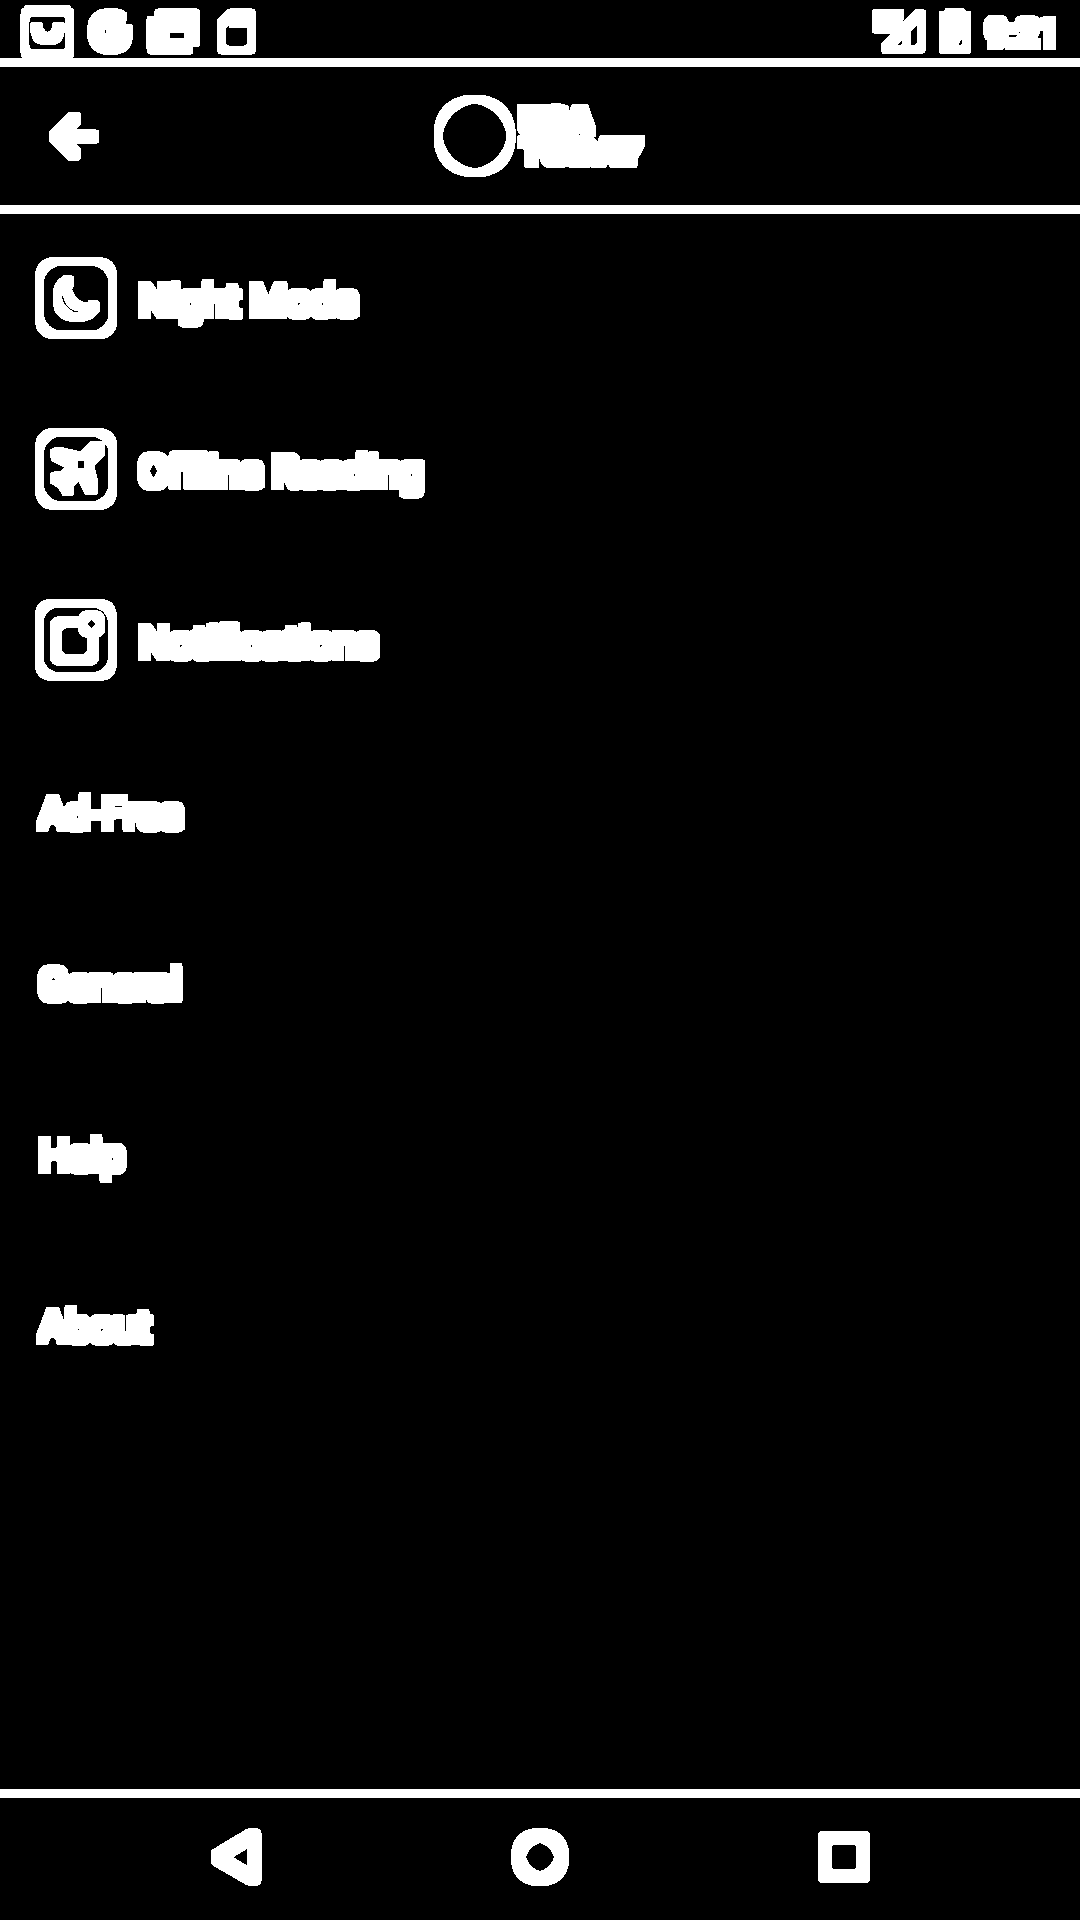 9:21
USA
TODAY
Night Mode
Offline Reading
Notifications
Ad-Free
General
Help
About